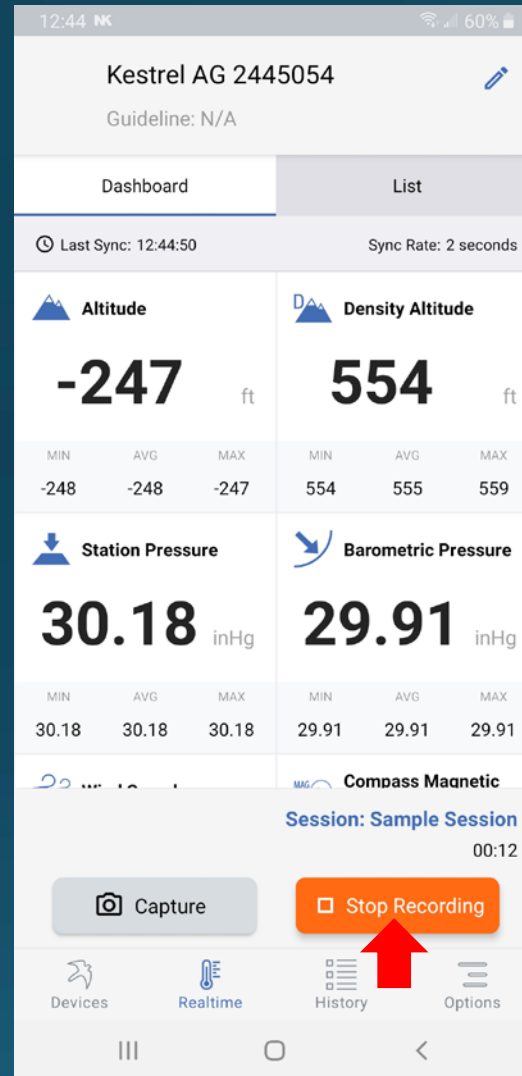 12:44 NK 60%
Kestrel AG 2445054
Guideline: N/A
Dashboard List
Last Sync: 12:44:50 Sync Rate: 2 seconds
Altitude D Density Altitude
-247 ft 554 ft
MIN AVG MAX MIN AVG MAX
-248 -248 -247 554 555 559
Station Pressure Barometric Pressure
30.18 inHg 29.91 inHg
MIN AVG MAX MIN AVG MAX
30.18 30.18 30.18 29.91 29.91 29.91
MAG Compass Magnetic
Session: Sample Session
00:12
Capture Stop Recording
Devices Realtime History Options